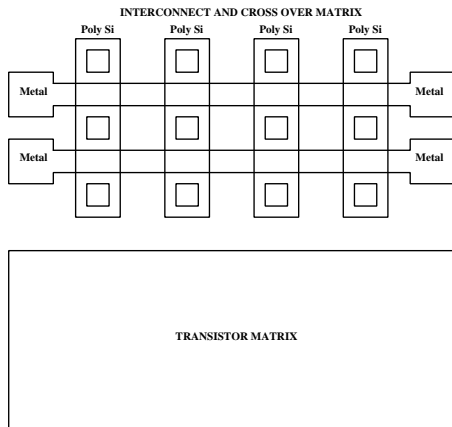 INTERCONNECT AND CROSS OVER MATRIX
Poly Si Poly Si Poly Si Poly Si
Metal Metal
Metal Metal
TRANSISTOR MATRIX